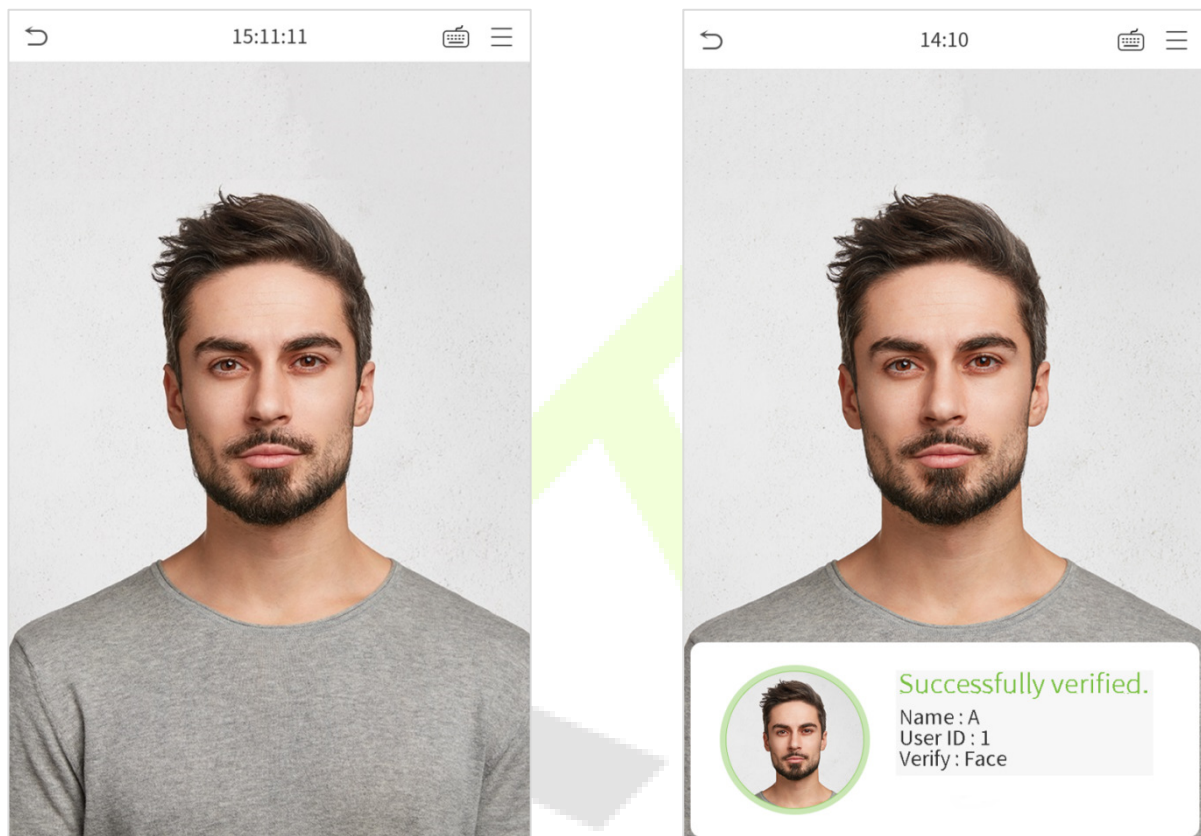 15:11:11
14:10
Successfully verified.
Name : A
User ID : 1
Verify : Face